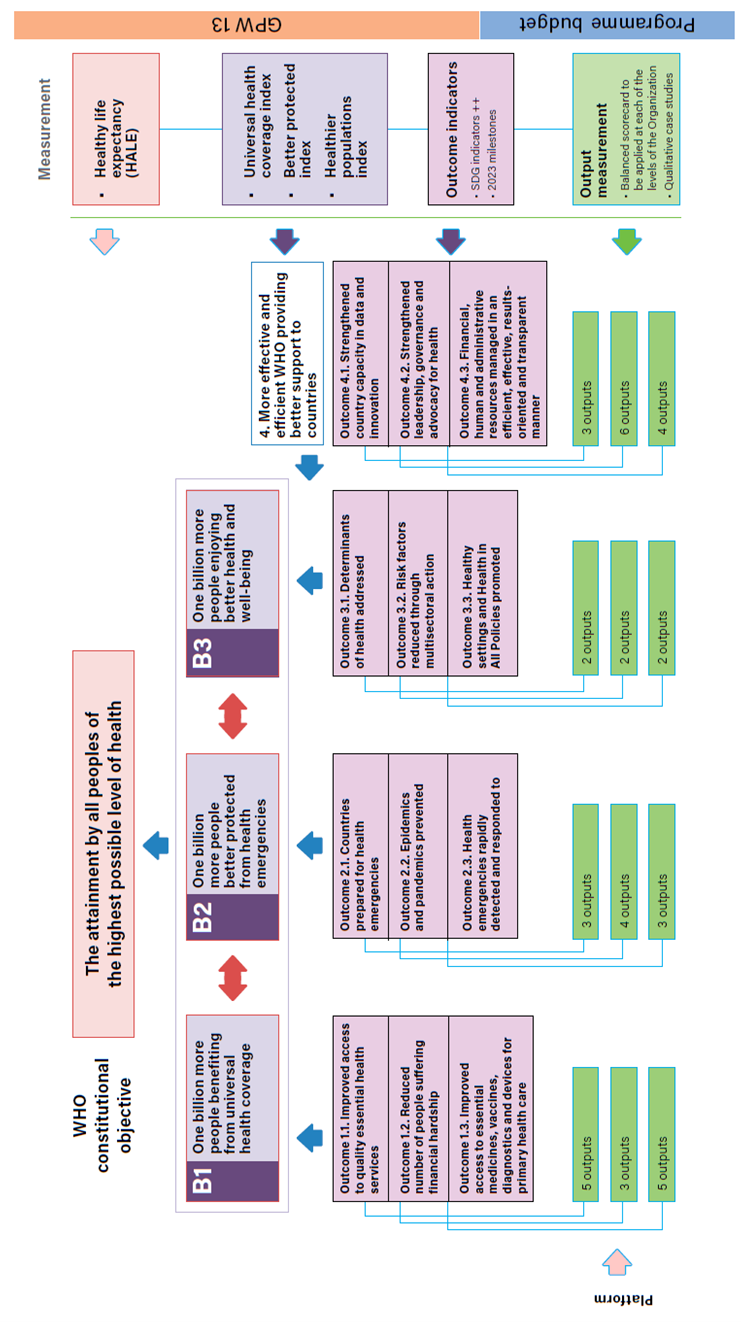 WHO
constitutional
objective
The attainment by all peoples of
the highest possible level of health
Measurement
• Healthy life
expectancy
(HALE)
GPW 13
B1
One billion more
people benefiting
from universal
health coverage
B2
One billion
more people
better protected
from health
emergencies
B3
One billion more
people enjoying
better health and
well-being
4. More effective and
efficient WHO providing
better support to
countries
• Universal health
coverage index
• Better protected
index
• Healthier
populations
index
Outcome 1.1. Improved access
to quality essential health
services
Outcome 1.2. Reduced
number of people suffering
financial hardship
Outcome 1.3. Improved
access to essential
medicines, vaccines,
diagnostics and devices for
primary health care
Outcome 2.1. Countries
prepared for health
emergencies
Outcome 2.2. Epidemics
and pandemics prevented
Outcome 2.3. Health
emergencies rapidly
detected and responded to
Outcome 3.1. Determinants
of health addressed
Outcome 3.2. Risk factors
reduced through
multisectoral action
Outcome 3.3. Healthy
settings and Health in
All Policies promoted
Outcome 4.1. Strengthened
country capacity in data and
innovation
Outcome 4.2. Strengthened
leadership, governance and
advocacy for health
Outcome 4.3. Financial,
human and administrative
resources managed in an
efficient, effective, results-
oriented and transparent
manner
Outcome indicators
• SDG indicators ++
• 2023 milestones
Programme budget
Platform
5 outputs
3 outputs
5 outputs
3 outputs
4 outputs
3 outputs
2 outputs
2 outputs
2 outputs
3 outputs
6 outputs
4 outputs
Output
measurement
• Balanced scorecard to
be applied at each of the
levels of the Organization
• Qualitative case studies